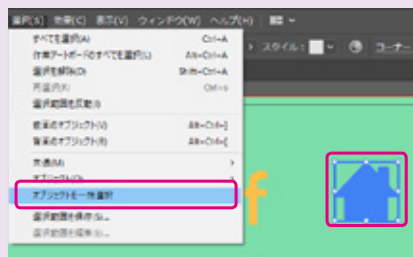 選択(S) 効果(C) 表示(V) ウィンドウ(W) ヘルプ(H)
すべてを選択(A) Ctrl+A
作業アートボードのすべてを選択(L) Alt+Ctrl+A
選択を解除(D) Shift+Ctrl+A
再選択(R) Ctrl+6
選択範囲を反転(I)
前面のオブジェクト(V) Alt+Ctrl+]
背面のオブジェクト(B) Alt+Ctrl+[
共通(M)
オブジェクト(O)
オブジェクトを一括選択
選択範囲を保存(S)...
選択範囲を編集(E)...
スタイル:
コーナー
f